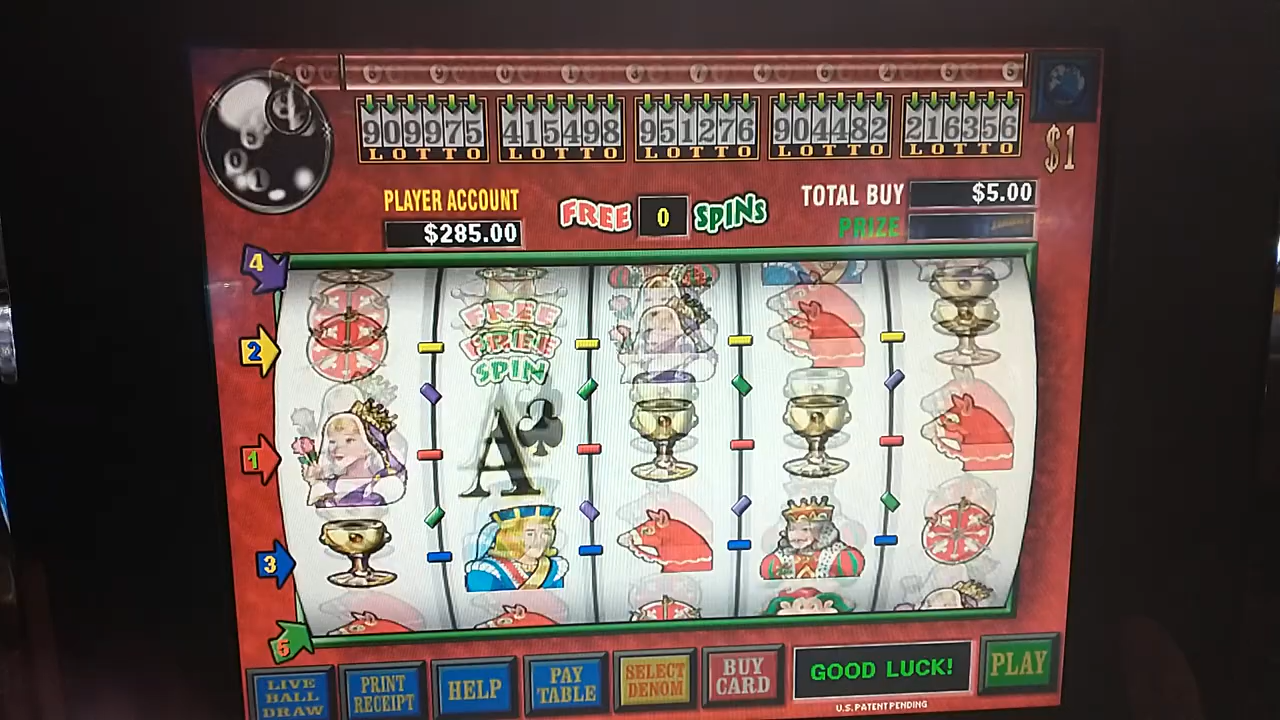 909975 415498 951276 904482 216356
LOTTO LOTTO LOTTO LOTTO LOTTO
$1
PLAYER ACCOUNT
$285.00
FREE 0 SPINS
TOTAL BUY $5.00
PRIZE
4
2
1
3
5
FREE
FREE
SPIN
A
LIVE
BALL
DRAW
PRINT
RECEIPT
HELP
PAY
TABLE
SELECT
DENOM
BUY
CARD
GOOD LUCK!
PLAY
U.S. PATENT PENDING